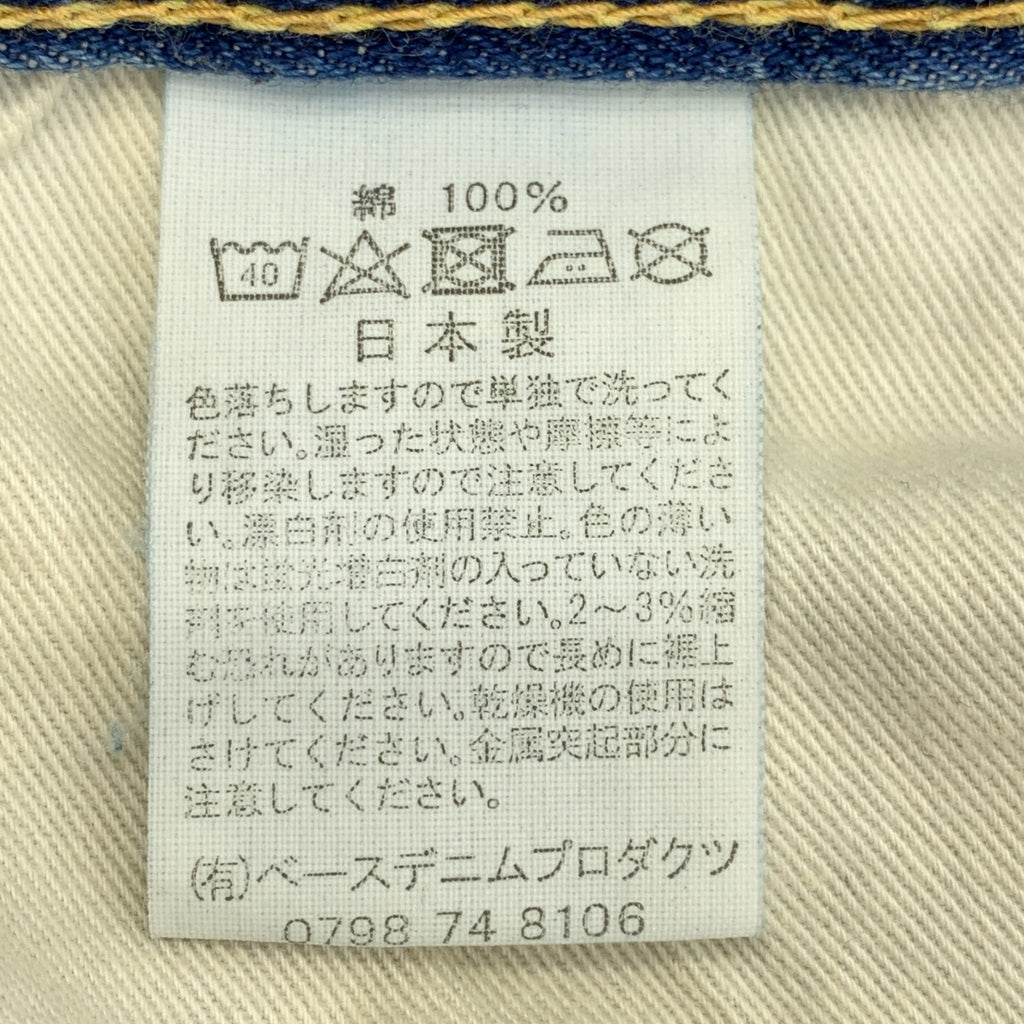 綿 100%
40
日本製
色落ちしますので単独で洗ってく
ださい。湿った状態や摩擦等によ
り移染しますので注意してくださ
い。漂白剤の使用禁止。色の薄い
物は蛍光増白剤の入っていない洗
剤を使用してください。2～3%縮
む恐れがありますので長めに裾上
げしてください。乾燥機の使用は
さけてください。金属突起部分に
注意してください。
(有)ベースデニムプロダクツ
0798 74 8106